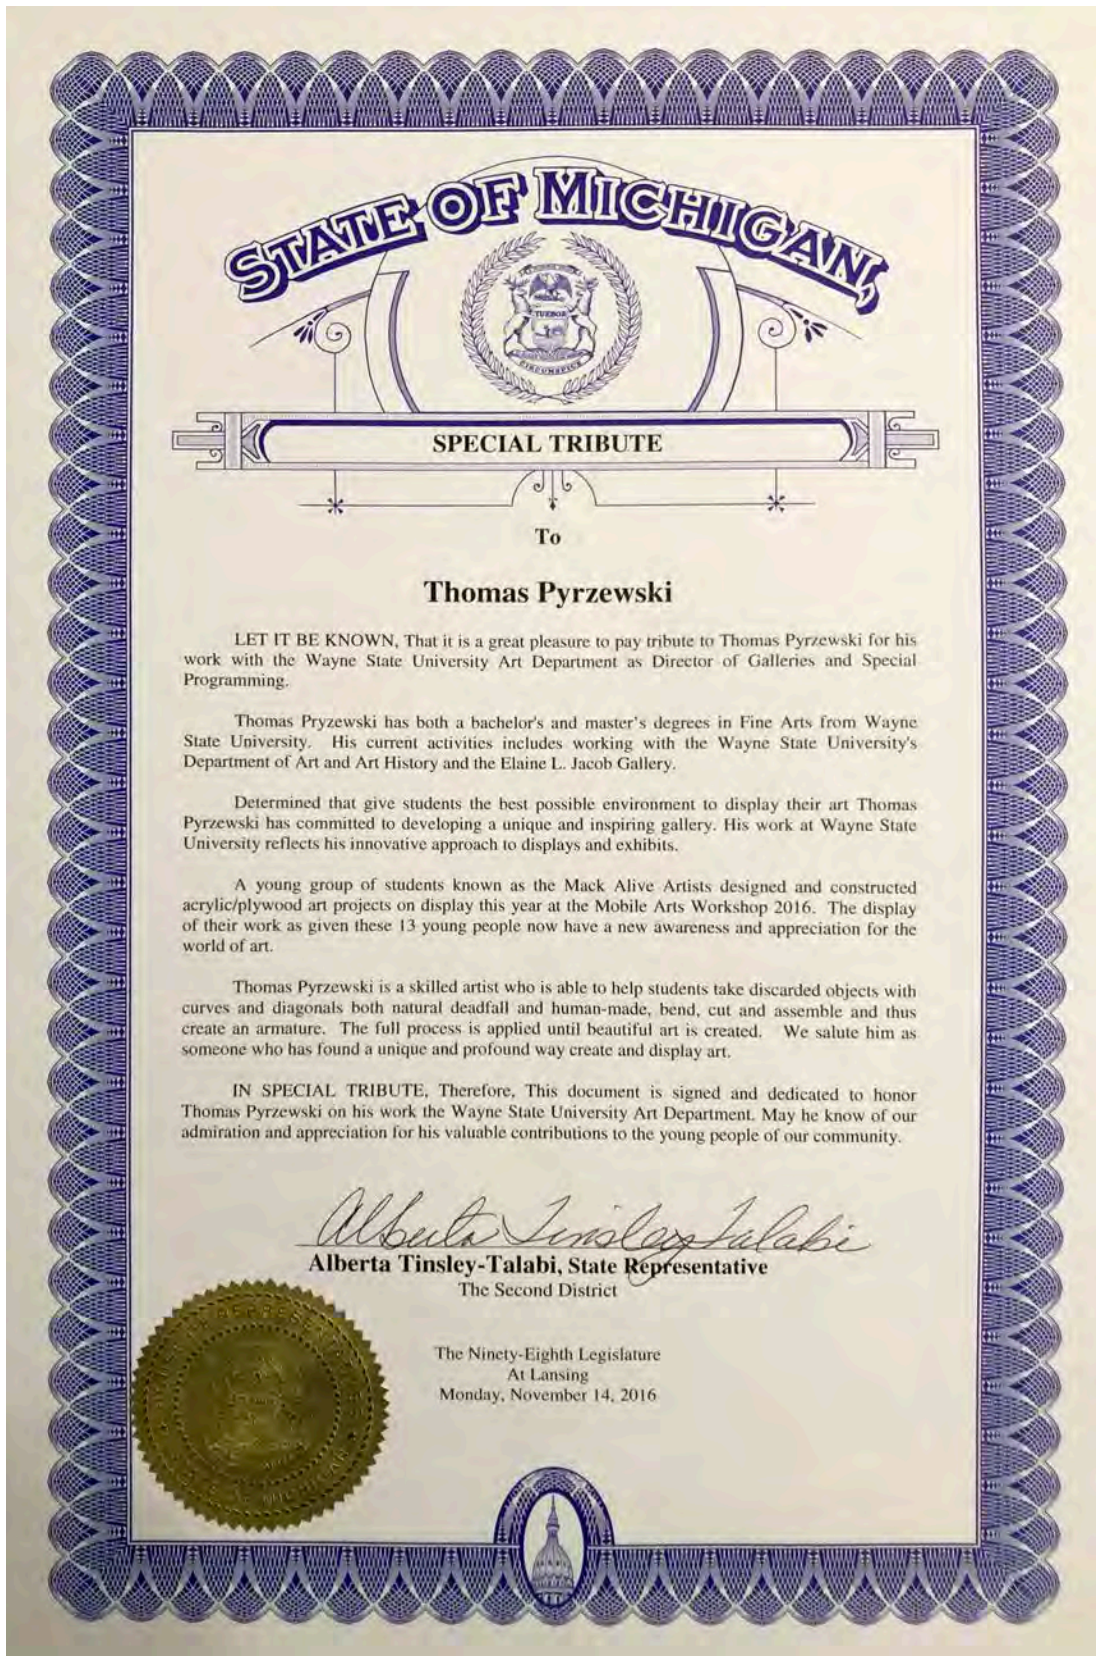 STATE OF MICHIGAN,
TUEBOR
CIRCUMSPICE
SPECIAL TRIBUTE
To
Thomas Pyrzewski
LET IT BE KNOWN, That it is a great pleasure to pay tribute to Thomas Pyrzewski for his
work with the Wayne State University Art Department as Director of Galleries and Special
Programming.
Thomas Pryzewski has both a bachelor's and master's degrees in Fine Arts from Wayne
State University. His current activities includes working with the Wayne State University's
Department of Art and Art History and the Elaine L. Jacob Gallery.
Determined that give students the best possible environment to display their art Thomas
Pyrzewski has committed to developing a unique and inspiring gallery. His work at Wayne State
University reflects his innovative approach to displays and exhibits.
A young group of students known as the Mack Alive Artists designed and constructed
acrylic/plywood art projects on display this year at the Mobile Arts Workshop 2016. The display
of their work as given these 13 young people now have a new awareness and appreciation for the
world of art.
Thomas Pyrzewski is a skilled artist who is able to help students take discarded objects with
curves and diagonals both natural deadfall and human-made, bend, cut and assemble and thus
create an armature. The full process is applied until beautiful art is created. We salute him as
someone who has found a unique and profound way create and display art.
IN SPECIAL TRIBUTE, Therefore, This document is signed and dedicated to honor
Thomas Pyrzewski on his work the Wayne State University Art Department. May he know of our
admiration and appreciation for his valuable contributions to the young people of our community.
Alberta Tinsley Talabi
Alberta Tinsley-Talabi, State Representative
The Second District
The Ninety-Eighth Legislature
At Lansing
Monday, November 14, 2016